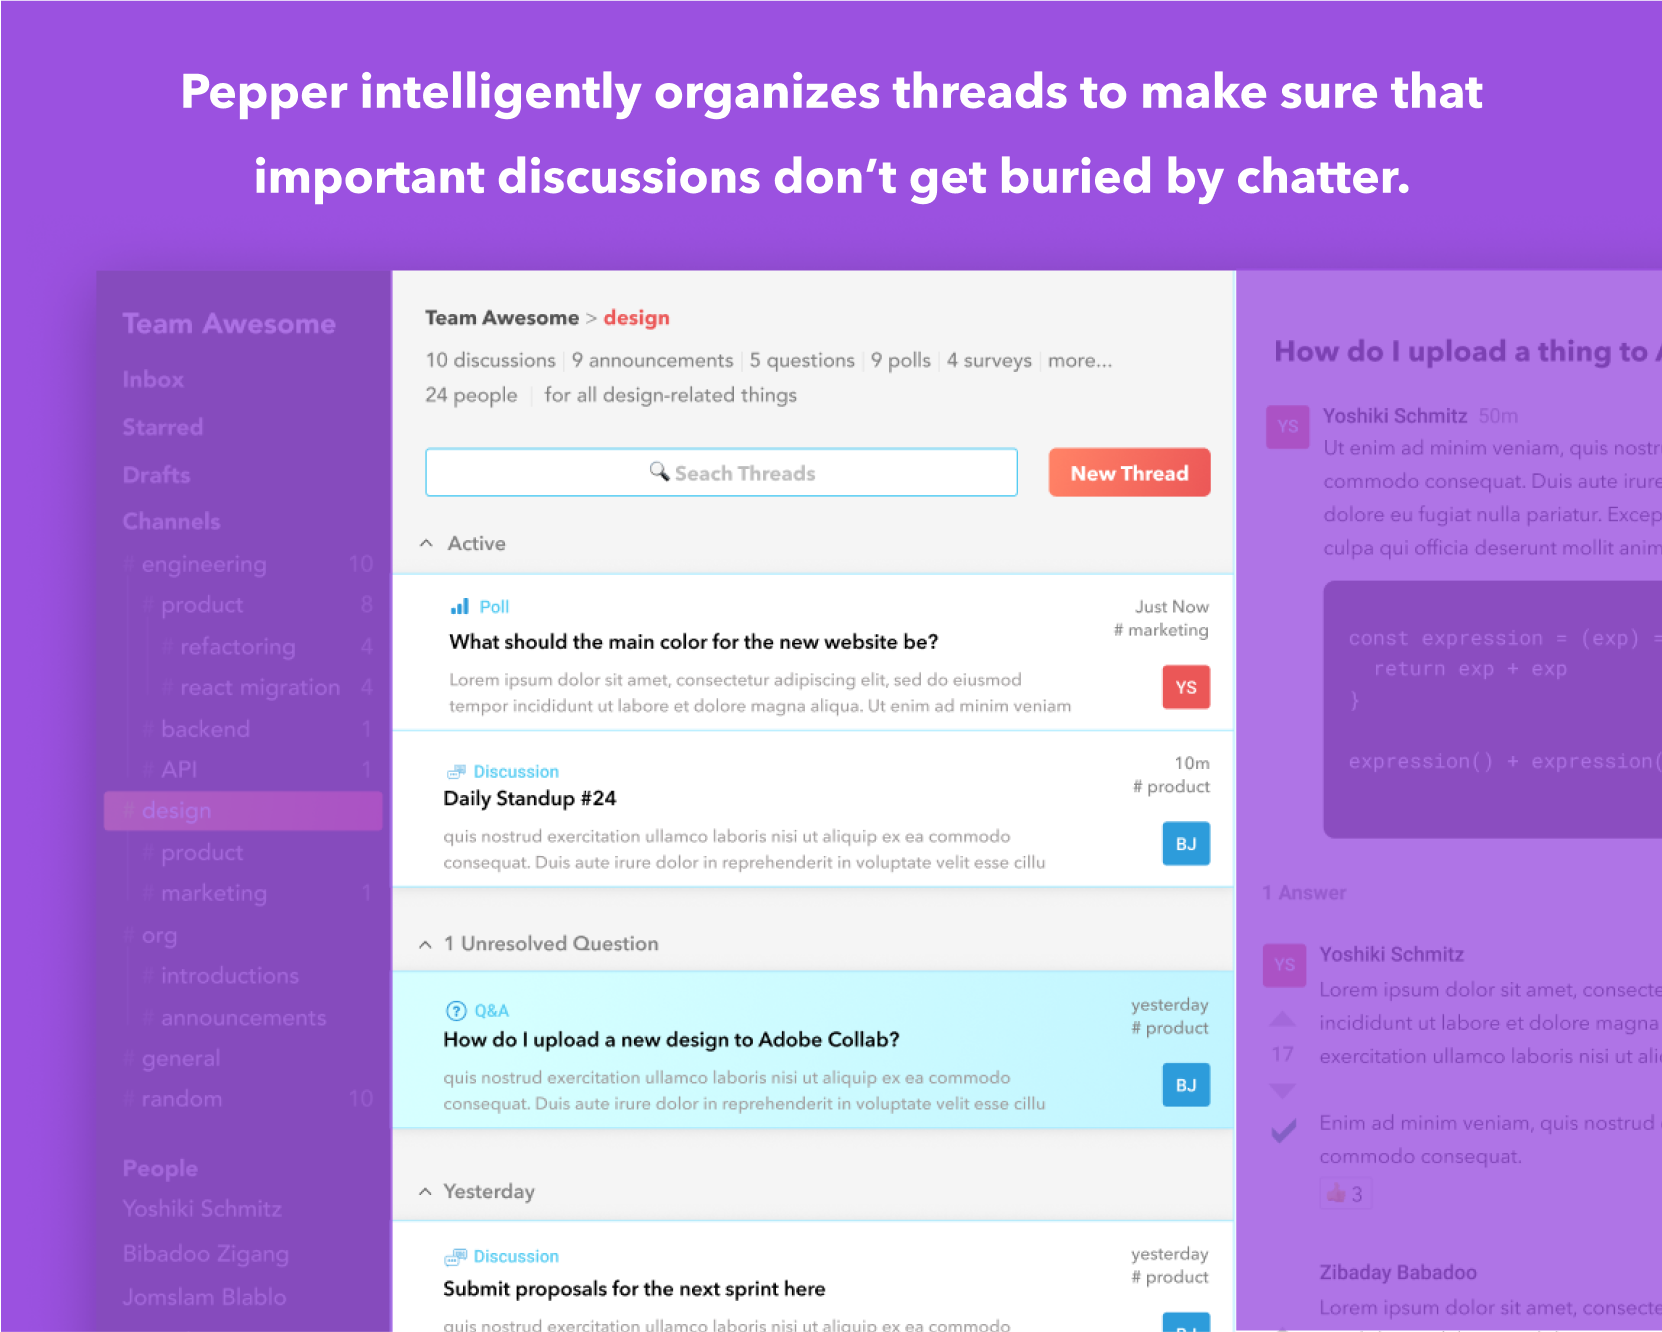 Pepper intelligently organizes threads to make sure that
important discussions don’t get buried by chatter.
Team Awesome
Inbox
Starred
Drafts
Channels
# engineering 10
# product 8
# refactoring 4
# react migration 4
# backend 1
# API 1
# design
# product
# marketing 1
# org
# introductions
# announcements
# general
# random 10
People
Yoshiki Schmitz
Bibadoo Zigang
Jomslam Blablo
Team Awesome > design
10 discussions 9 announcements 5 questions 9 polls 4 surveys more...
24 people for all design-related things
Seach Threads
New Thread
Active
Poll
Just Now
# marketing
What should the main color for the new website be?
Lorem ipsum dolor sit amet, consectetur adipiscing elit, sed do eiusmod
tempor incididunt ut labore et dolore magna aliqua. Ut enim ad minim veniam
YS
Discussion
10m
# product
Daily Standup #24
quis nostrud exercitation ullamco laboris nisi ut aliquip ex ea commodo
consequat. Duis aute irure dolor in reprehenderit in voluptate velit esse cillu
BJ
1 Unresolved Question
Q&A
yesterday
# product
How do I upload a new design to Adobe Collab?
quis nostrud exercitation ullamco laboris nisi ut aliquip ex ea commodo
consequat. Duis aute irure dolor in reprehenderit in voluptate velit esse cillu
BJ
Yesterday
Discussion
yesterday
# product
Submit proposals for the next sprint here
quis nostrud exercitation ullamco laboris nisi ut aliquip ex ea commodo
BJ
How do I upload a thing to A
YS
Yoshiki Schmitz 50m
Ut enim ad minim veniam, quis nostr
commodo consequat. Duis aute irure
dolore eu fugiat nulla pariatur. Excep
culpa qui officia deserunt mollit anim
const expression = (exp) =
return exp + exp
}
expression() + expression(
1 Answer
YS
Yoshiki Schmitz
Lorem ipsum dolor sit amet, consecte
incididunt ut labore et dolore magna
exercitation ullamco laboris nisi ut ali
17
Enim ad minim veniam, quis nostrud
commodo consequat.
3
Zibaday Babadoo
Lorem ipsum dolor sit amet, consecte